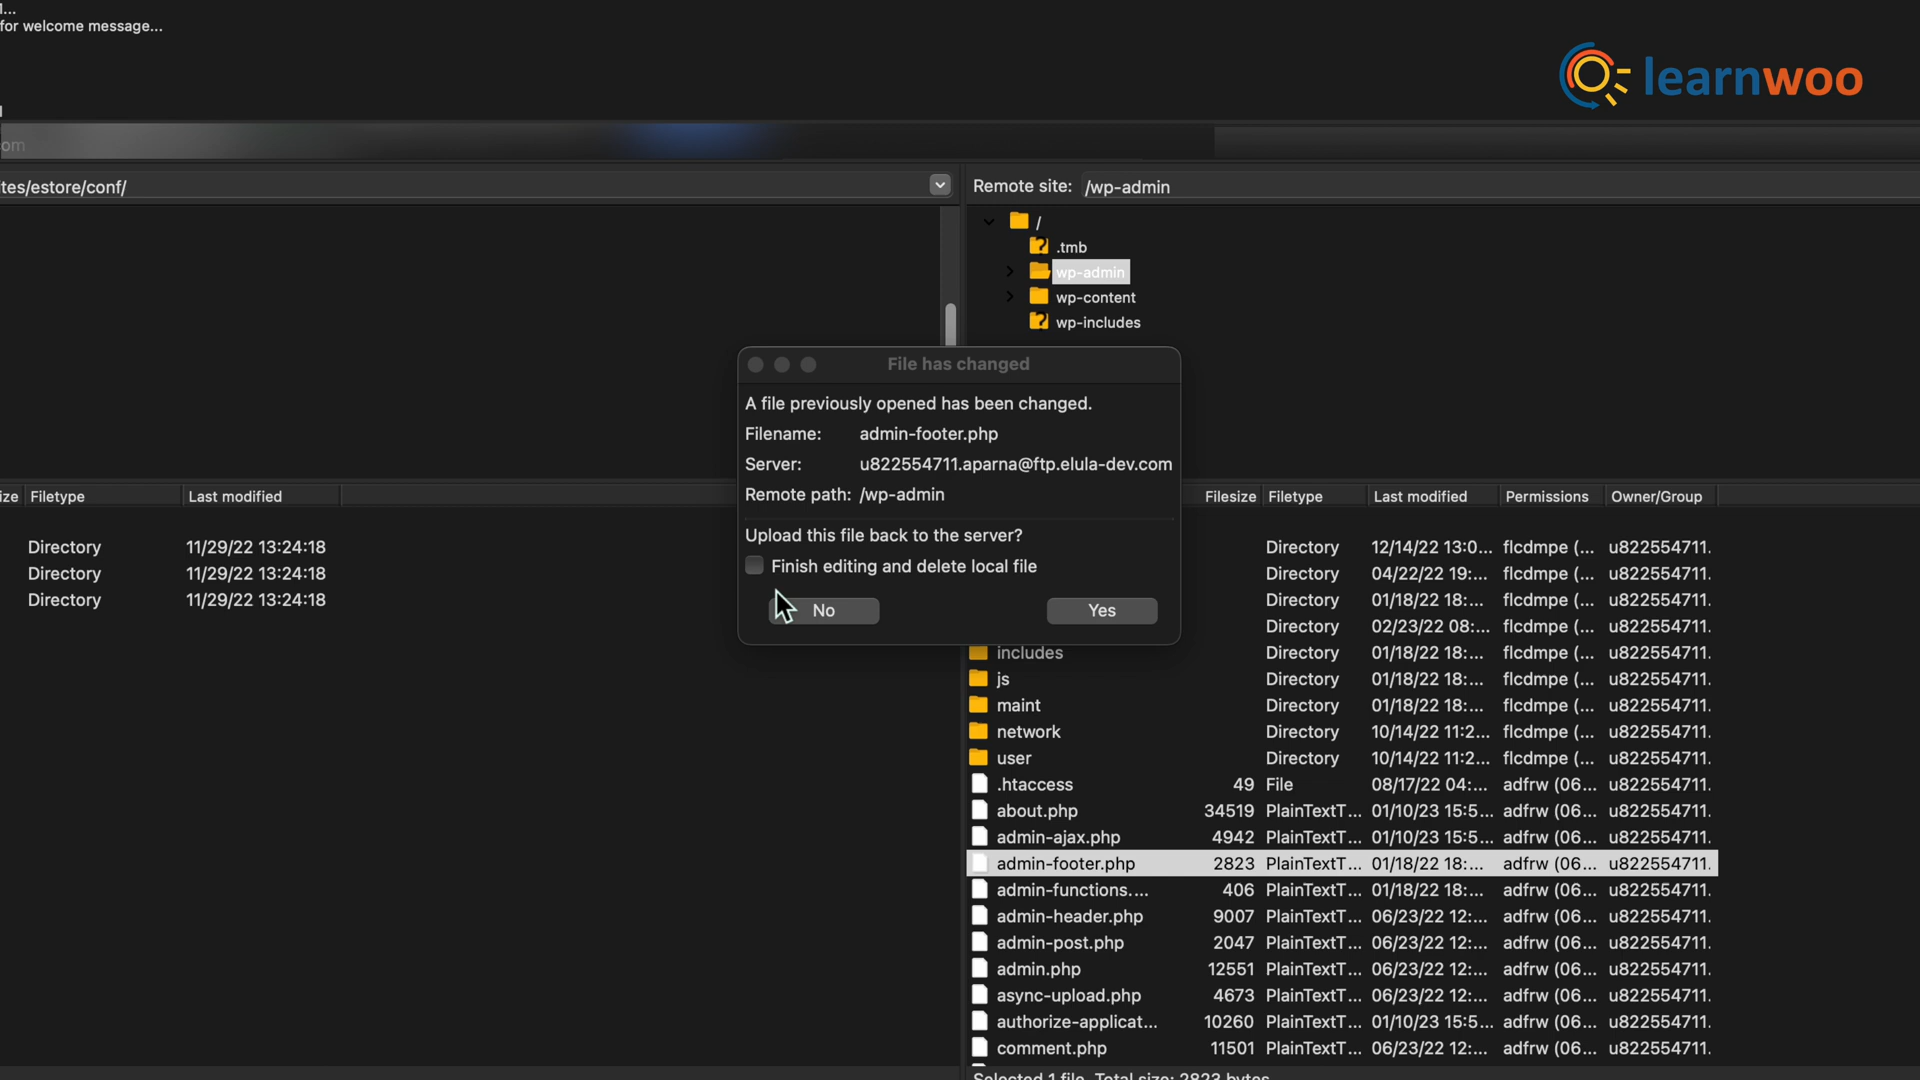 for welcome message...
learnwoo
om
tes/estore/conf/
Remote site: /wp-admin
/
.tmb
wp-admin
wp-content
wp-includes
File has changed
A file previously opened has been changed.
Filename: admin-footer.php
Server: u822554711.aparna@ftp.elula-dev.com
Remote path: /wp-admin
Upload this file back to the server?
Finish editing and delete local file
No Yes
ize Filetype Last modified
Directory 11/29/22 13:24:18
Directory 11/29/22 13:24:18
Directory 11/29/22 13:24:18
Filesize Filetype Last modified Permissions Owner/Group
Directory 12/14/22 13:0... flcdmpe (... u822554711.
Directory 04/22/22 19:... flcdmpe (... u822554711.
Directory 01/18/22 18:... flcdmpe (... u822554711.
Directory 02/23/22 08:... flcdmpe (... u822554711.
includes Directory 01/18/22 18:... flcdmpe (... u822554711.
js Directory 01/18/22 18:... flcdmpe (... u822554711.
maint Directory 01/18/22 18:... flcdmpe (... u822554711.
network Directory 10/14/22 11:2... flcdmpe (... u822554711.
user Directory 10/14/22 11:2... flcdmpe (... u822554711.
.htaccess 49 File 08/17/22 04:... adfrw (06... u822554711.
about.php 34519 PlainTextT... 01/10/23 15:5... adfrw (06... u822554711.
admin-ajax.php 4942 PlainTextT... 01/10/23 15:5... adfrw (06... u822554711.
admin-footer.php 2823 PlainTextT... 01/18/22 18:... adfrw (06... u822554711.
admin-functions.... 406 PlainTextT... 01/18/22 18:... adfrw (06... u822554711.
admin-header.php 9007 PlainTextT... 06/23/22 12:... adfrw (06... u822554711.
admin-post.php 2047 PlainTextT... 06/23/22 12:... adfrw (06... u822554711.
admin.php 12551 PlainTextT... 06/23/22 12:... adfrw (06... u822554711.
async-upload.php 4673 PlainTextT... 06/23/22 12:... adfrw (06... u822554711.
authorize-applicat... 10260 PlainTextT... 01/10/23 15:5... adfrw (06... u822554711.
comment.php 11501 PlainTextT... 06/23/22 12:... adfrw (06... u822554711.
Selected 1 file. Total size: 2823 bytes